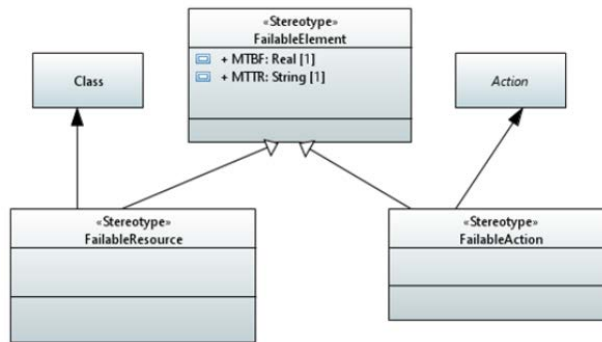 «Stereotype»
FailableElement
+ MTBF: Real [1]
+ MTTR: String [1]
Class
Action
«Stereotype»
FailableResource
«Stereotype»
FailableAction